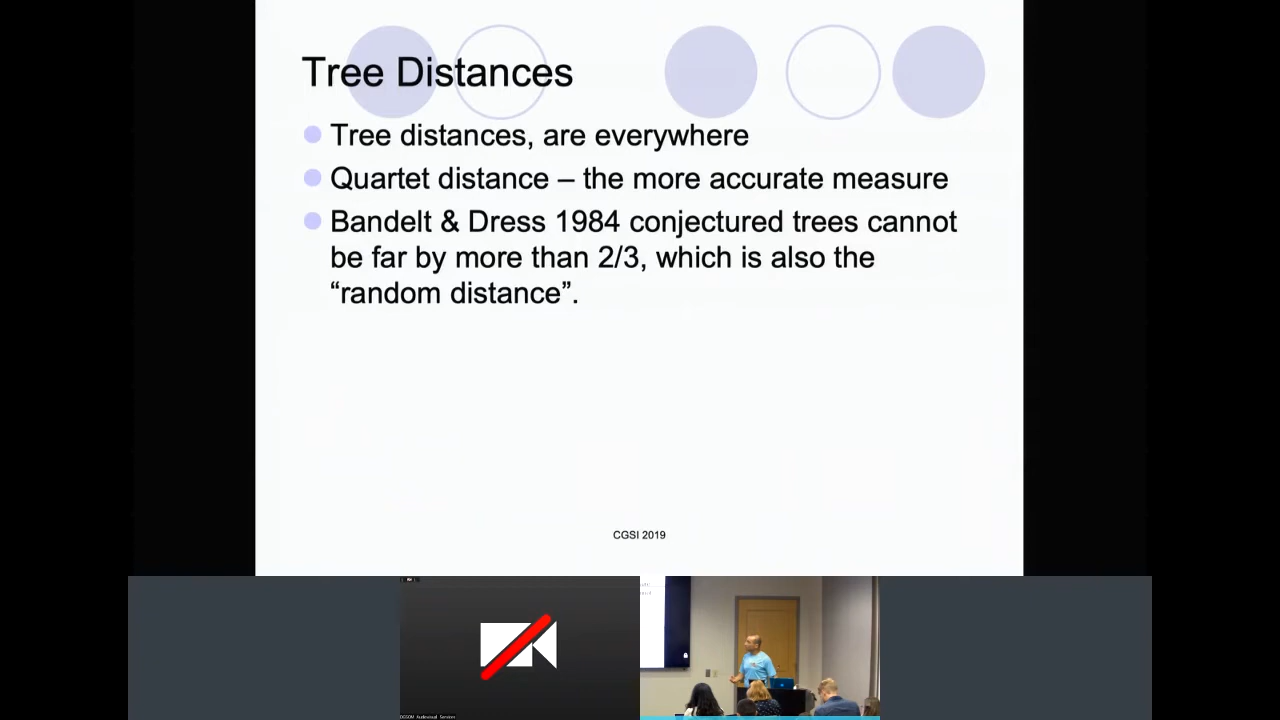 Tree Distances
Tree distances, are everywhere
Quartet distance – the more accurate measure
Bandelt & Dress 1984 conjectured trees cannot
be far by more than 2/3, which is also the
“random distance”.
CGSI 2019